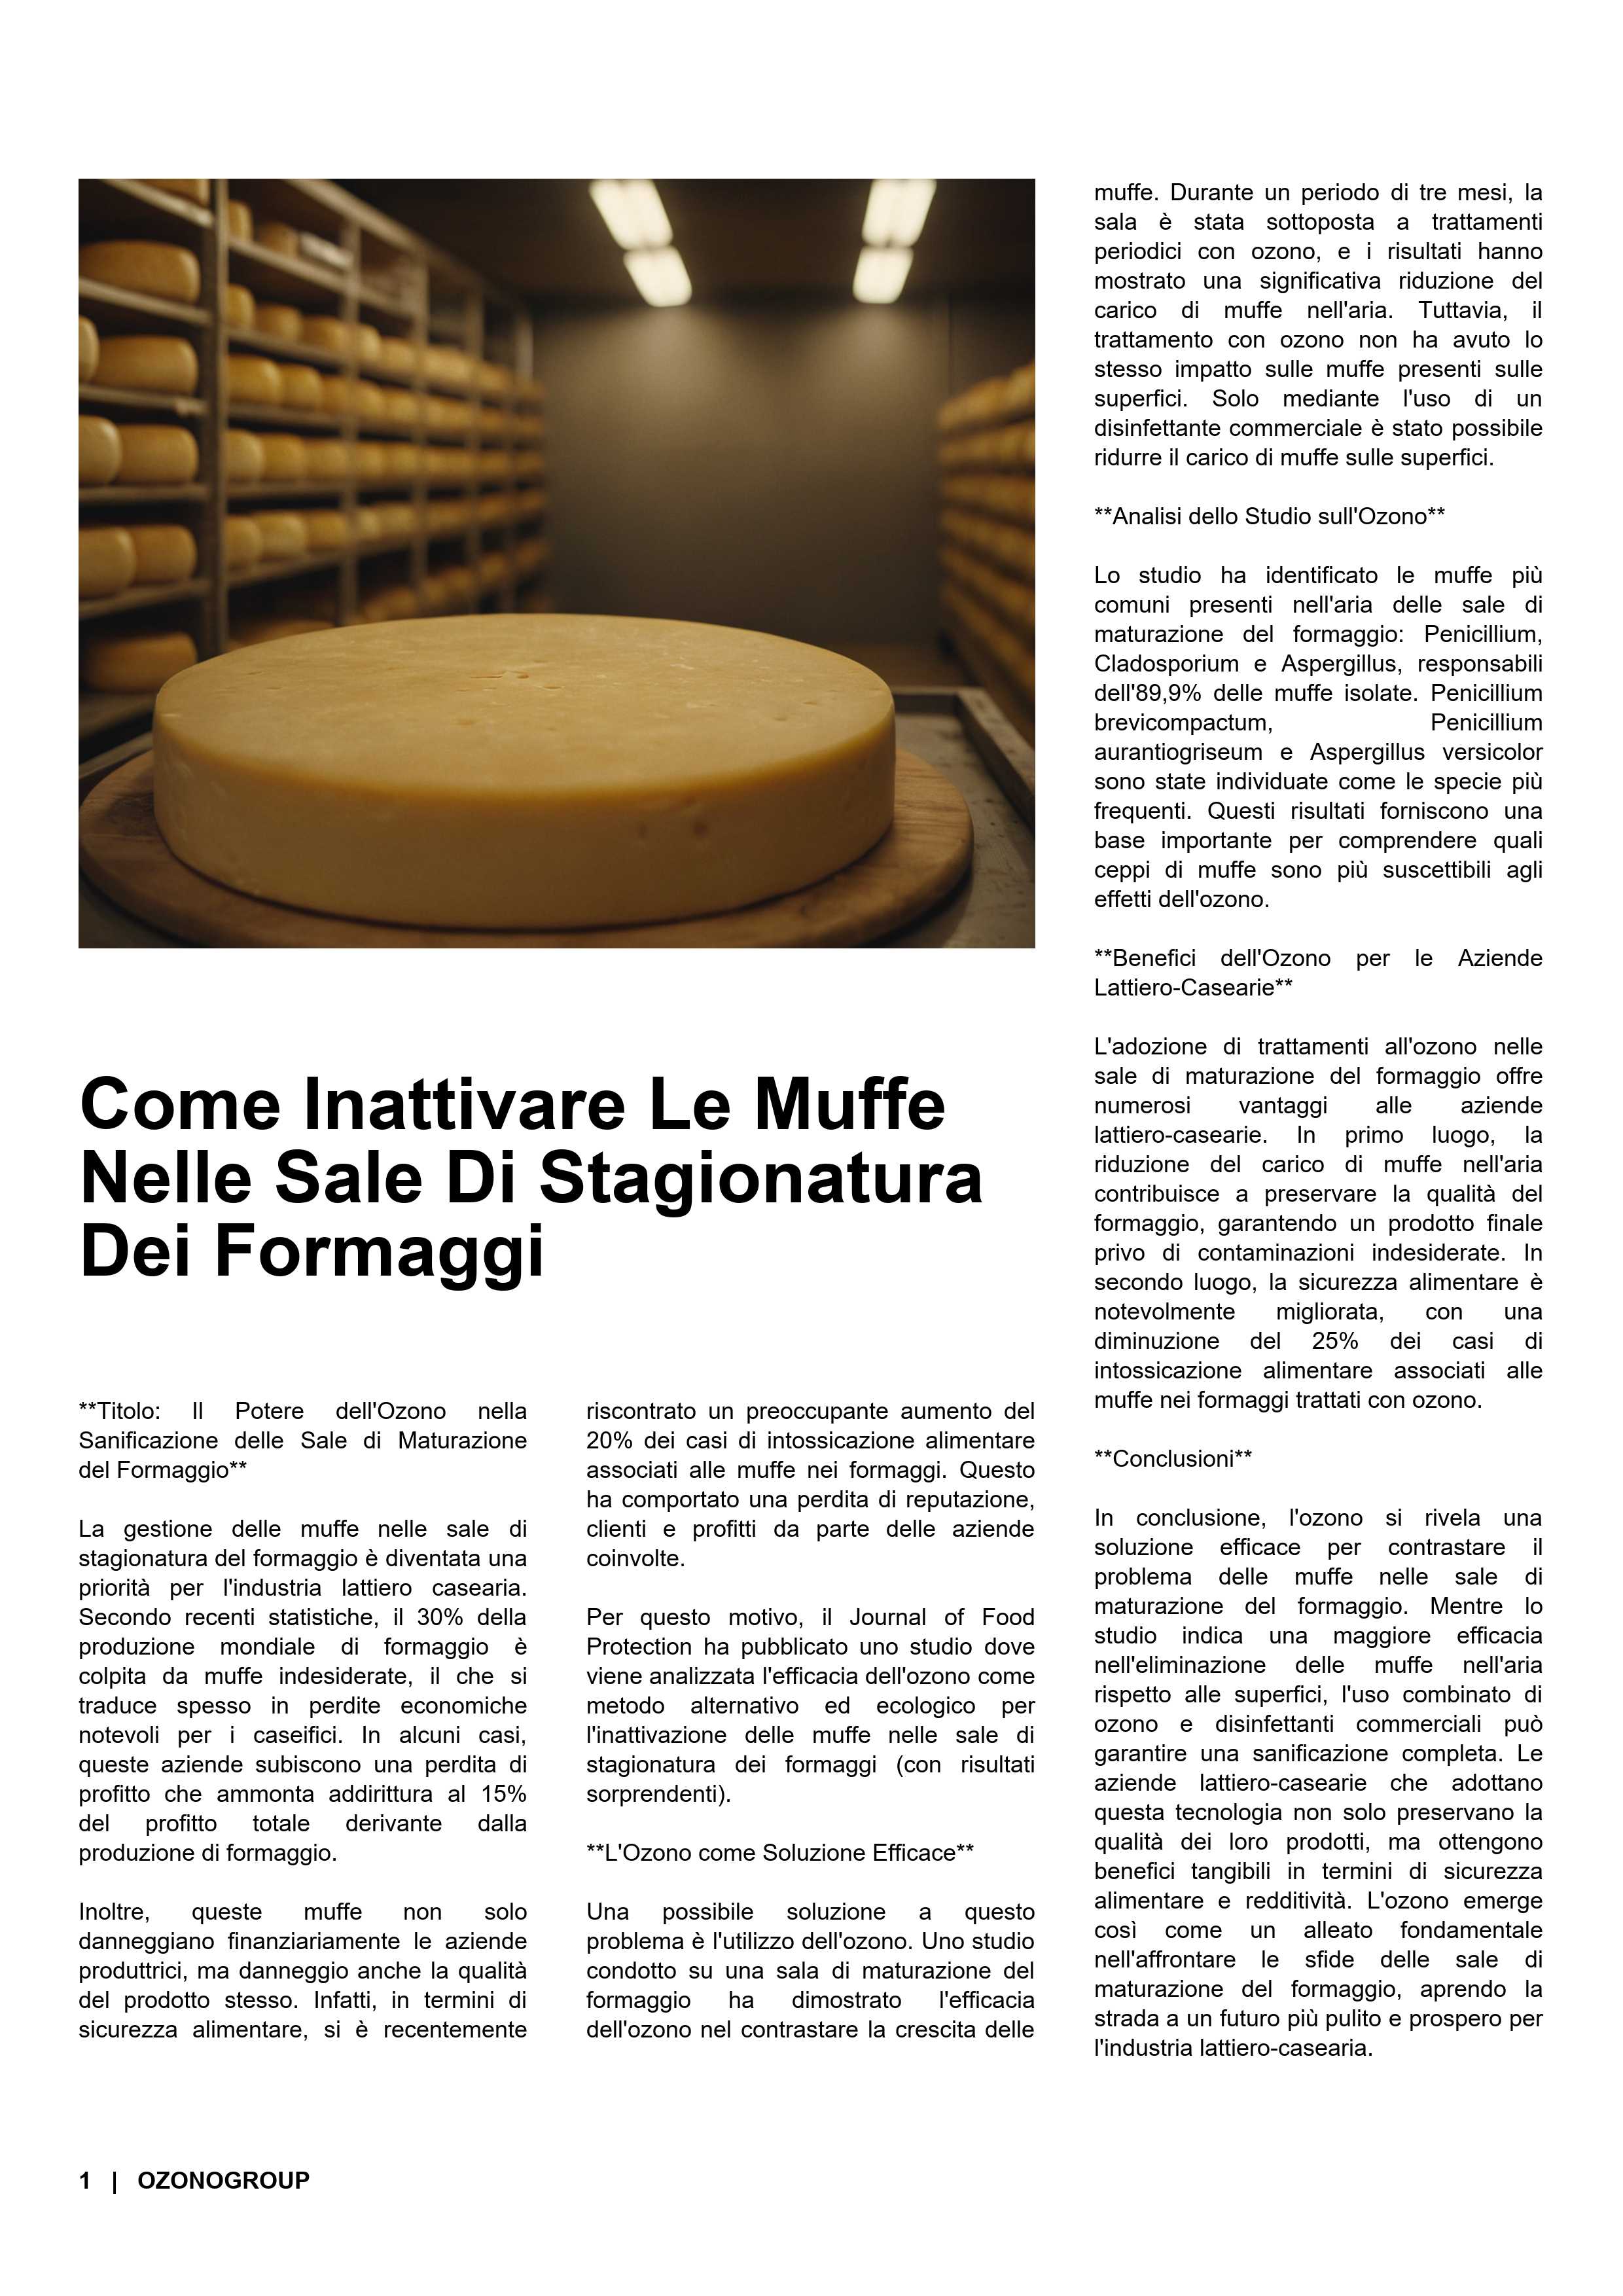 Come Inattivare Le Muffe
Nelle Sale Di Stagionatura
Dei Formaggi
**Titolo: Il Potere dell'Ozono nella
Sanificazione delle Sale di Maturazione
del Formaggio**
La gestione delle muffe nelle sale di
stagionatura del formaggio è diventata una
priorità per l'industria lattiero casearia.
Secondo recenti statistiche, il 30% della
produzione mondiale di formaggio è
colpita da muffe indesiderate, il che si
traduce spesso in perdite economiche
notevoli per i caseifici. In alcuni casi,
queste aziende subiscono una perdita di
profitto che ammonta addirittura al 15%
del profitto totale derivante dalla
produzione di formaggio.
Inoltre, queste muffe non solo
danneggiano finanziariamente le aziende
produttrici, ma danneggio anche la qualità
del prodotto stesso. Infatti, in termini di
sicurezza alimentare, si è recentemente
riscontrato un preoccupante aumento del
20% dei casi di intossicazione alimentare
associati alle muffe nei formaggi. Questo
ha comportato una perdita di reputazione,
clienti e profitti da parte delle aziende
coinvolte.
Per questo motivo, il Journal of Food
Protection ha pubblicato uno studio dove
viene analizzata l'efficacia dell'ozono come
metodo alternativo ed ecologico per
l'inattivazione delle muffe nelle sale di
stagionatura dei formaggi (con risultati
sorprendenti).
**L'Ozono come Soluzione Efficace**
Una possibile soluzione a questo
problema è l'utilizzo dell'ozono. Uno studio
condotto su una sala di maturazione del
formaggio ha dimostrato l'efficacia
dell'ozono nel contrastare la crescita delle
muffe. Durante un periodo di tre mesi, la
sala è stata sottoposta a trattamenti
periodici con ozono, e i risultati hanno
mostrato una significativa riduzione del
carico di muffe nell'aria. Tuttavia, il
trattamento con ozono non ha avuto lo
stesso impatto sulle muffe presenti sulle
superfici. Solo mediante l'uso di un
disinfettante commerciale è stato possibile
ridurre il carico di muffe sulle superfici.
**Analisi dello Studio sull'Ozono**
Lo studio ha identificato le muffe più
comuni presenti nell'aria delle sale di
maturazione del formaggio: Penicillium,
Cladosporium e Aspergillus, responsabili
dell'89,9% delle muffe isolate. Penicillium
brevicompactum, Penicillium
aurantiogriseum e Aspergillus versicolor
sono state individuate come le specie più
frequenti. Questi risultati forniscono una
base importante per comprendere quali
ceppi di muffe sono più suscettibili agli
effetti dell'ozono.
**Benefici dell'Ozono per le Aziende
Lattiero-Casearie**
L'adozione di trattamenti all'ozono nelle
sale di maturazione del formaggio offre
numerosi vantaggi alle aziende
lattiero-casearie. In primo luogo, la
riduzione del carico di muffe nell'aria
contribuisce a preservare la qualità del
formaggio, garantendo un prodotto finale
privo di contaminazioni indesiderate. In
secondo luogo, la sicurezza alimentare è
notevolmente migliorata, con una
diminuzione del 25% dei casi di
intossicazione alimentare associati alle
muffe nei formaggi trattati con ozono.
**Conclusioni**
In conclusione, l'ozono si rivela una
soluzione efficace per contrastare il
problema delle muffe nelle sale di
maturazione del formaggio. Mentre lo
studio indica una maggiore efficacia
nell'eliminazione delle muffe nell'aria
rispetto alle superfici, l'uso combinato di
ozono e disinfettanti commerciali può
garantire una sanificazione completa. Le
aziende lattiero-casearie che adottano
questa tecnologia non solo preservano la
qualità dei loro prodotti, ma ottengono
benefici tangibili in termini di sicurezza
alimentare e redditività. L'ozono emerge
così come un alleato fondamentale
nell'affrontare le sfide delle sale di
maturazione del formaggio, aprendo la
strada a un futuro più pulito e prospero per
l'industria lattiero-casearia.
1 | OZONOGROUP